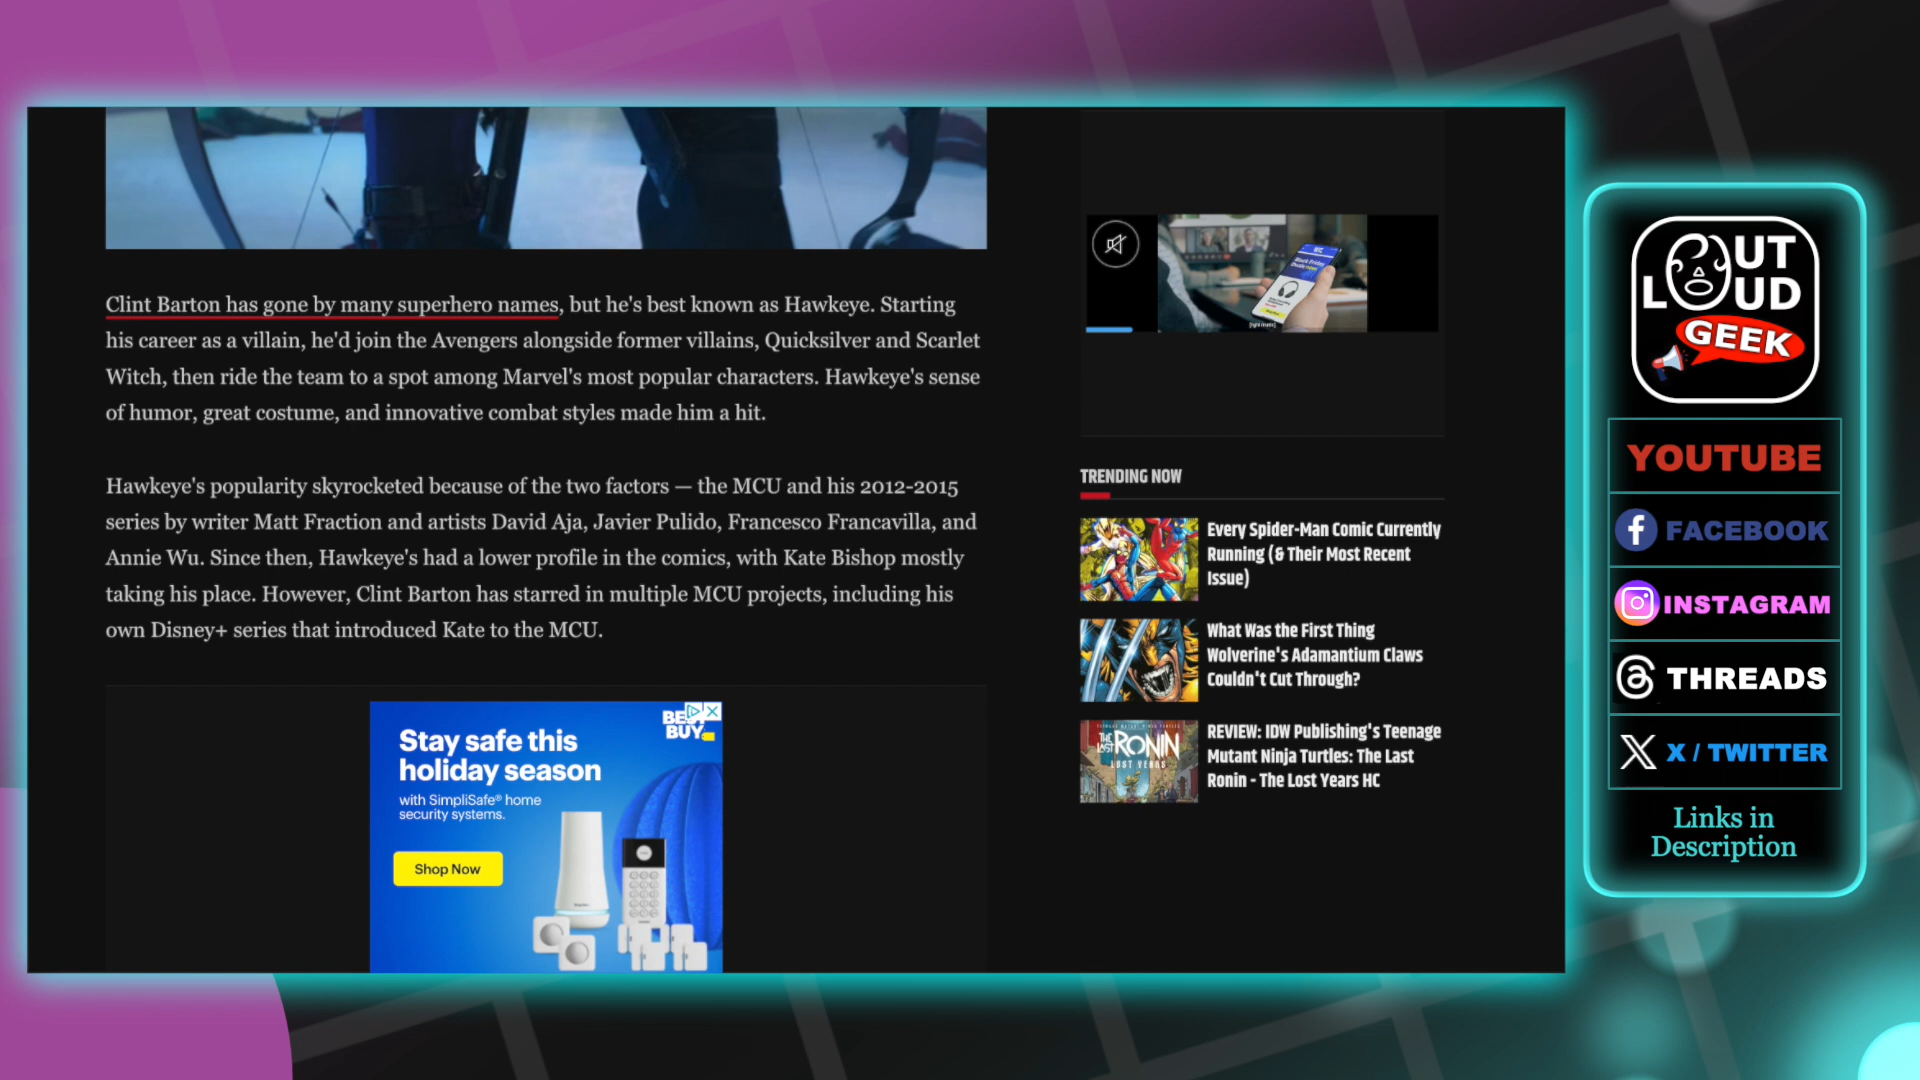 Clint Barton has gone by many superhero names, but he's best known as Hawkeye. Starting
his career as a villain, he'd join the Avengers alongside former villains, Quicksilver and Scarlet
Witch, then ride the team to a spot among Marvel's most popular characters. Hawkeye's sense
of humor, great costume, and innovative combat styles made him a hit.
Hawkeye's popularity skyrocketed because of the two factors — the MCU and his 2012-2015
series by writer Matt Fraction and artists David Aja, Javier Pulido, Francesco Francavilla, and
Annie Wu. Since then, Hawkeye's had a lower profile in the comics, with Kate Bishop mostly
taking his place. However, Clint Barton has starred in multiple MCU projects, including his
own Disney+ series that introduced Kate to the MCU.
Stay safe this
holiday season
with SimpliSafe® home
security systems.
Shop Now
BEST
BUY
TRENDING NOW
Every Spider-Man Comic Currently
Running (& Their Most Recent
Issue)
What Was the First Thing
Wolverine's Adamantium Claws
Couldn't Cut Through?
THE
LAST RONIN
LOST YEARS
REVIEW: IDW Publishing's Teenage
Mutant Ninja Turtles: The Last
Ronin - The Lost Years HC
OUT
LOUD
GEEK
YOUTUBE
FACEBOOK
INSTAGRAM
THREADS
X / TWITTER
Links in
Description